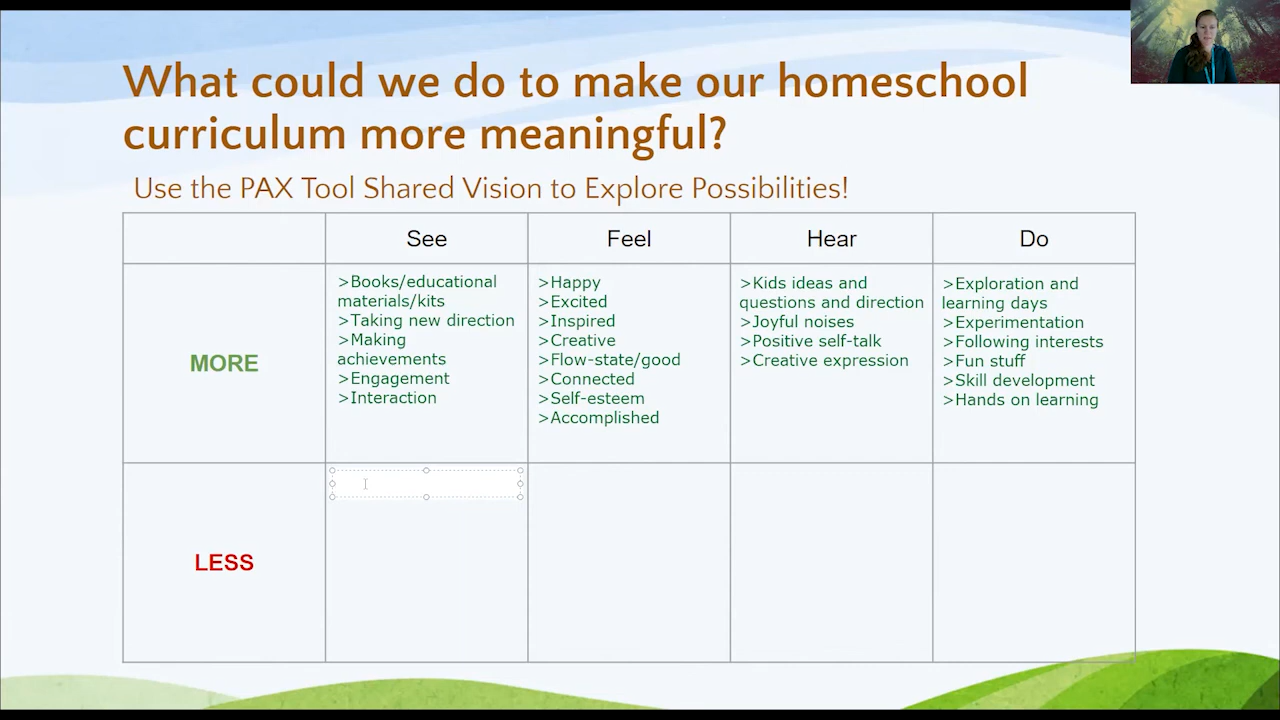 What could we do to make our homeschool
curriculum more meaningful?
Use the PAX Tool Shared Vision to Explore Possibilities!
See
Feel
Hear
Do
MORE
>Books/educational
materials/kits
>Taking new direction
>Making
achievements
>Engagement
>Interaction
>Happy
>Excited
>Inspired
>Creative
>Flow-state/good
>Connected
>Self-esteem
>Accomplished
>Kids ideas and
questions and direction
>Joyful noises
>Positive self-talk
>Creative expression
>Exploration and
learning days
>Experimentation
>Following interests
>Fun stuff
>Skill development
>Hands on learning
LESS